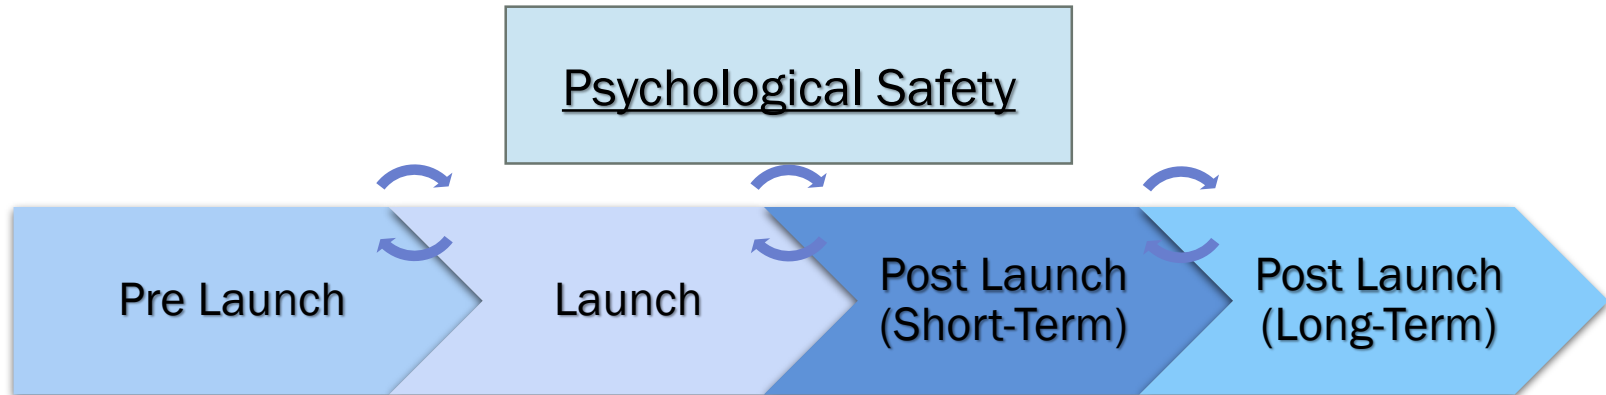 Psychological Safety
Pre Launch
Launch
Post Launch
(Short-Term)
Post Launch
(Long-Term)